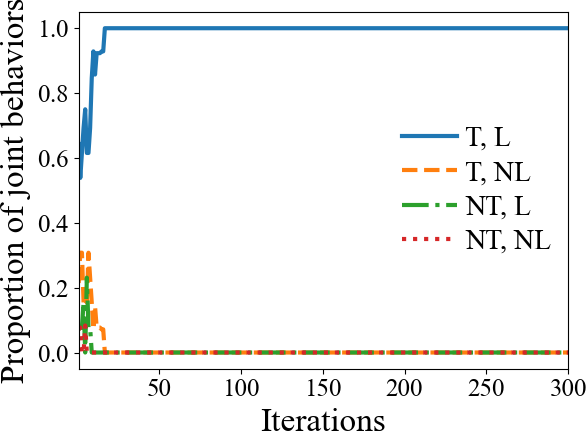 Proportion of joint behaviors
1.0
0.8
0.6
0.4
0.2
0.0
T, L
T, NL
NT, L
NT, NL
50 100 150 200 250 300
Iterations